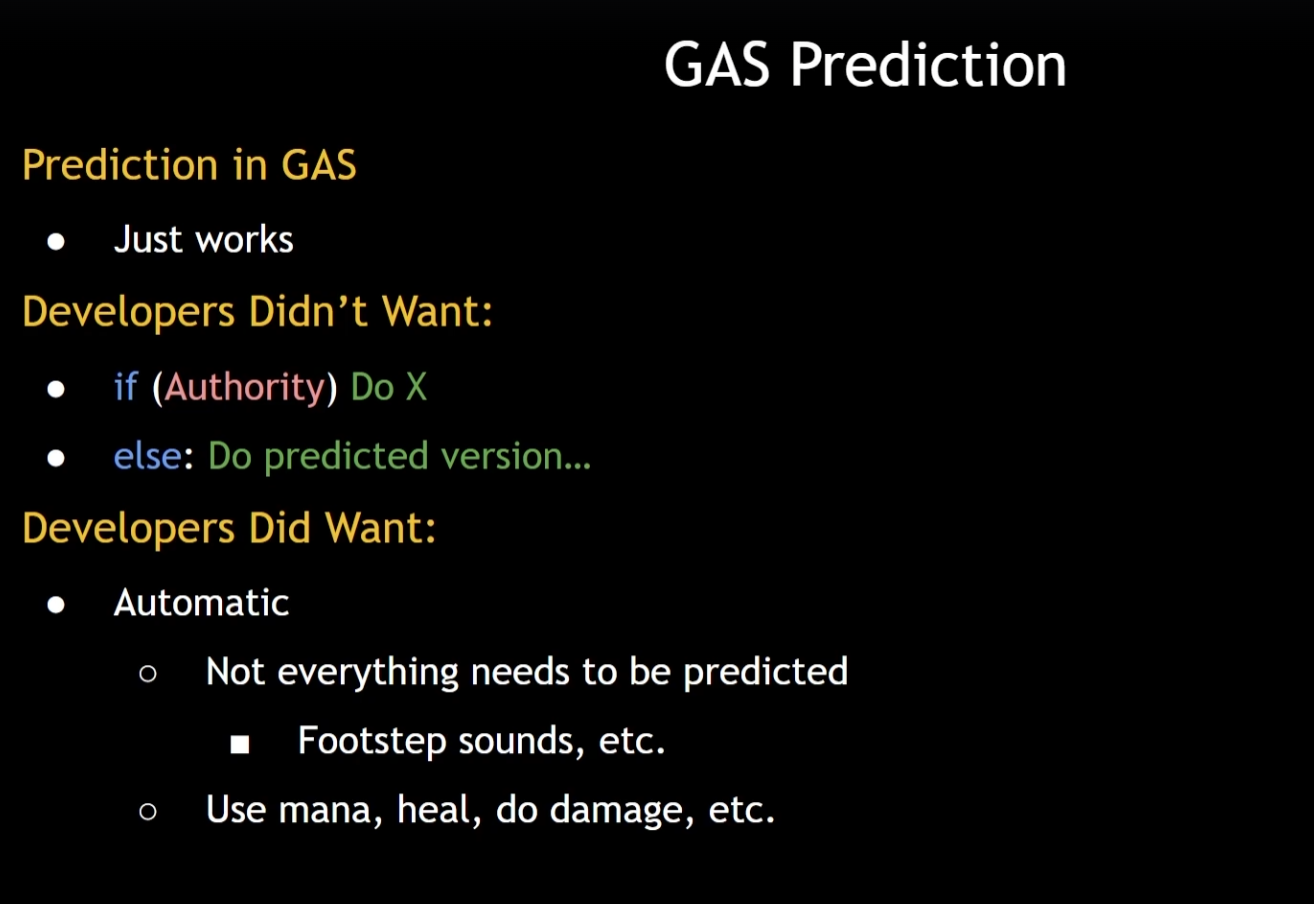 GAS Prediction
Prediction in GAS
● Just works
Developers Didn’t Want:
● if (Authority) Do X
● else: Do predicted version…
Developers Did Want:
● Automatic
○ Not everything needs to be predicted
■ Footstep sounds, etc.
○ Use mana, heal, do damage, etc.